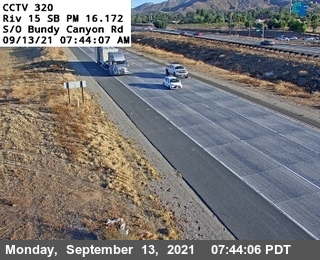 CCTV 320
Riv 15 SB PM 16.172
S/O Bundy Canyon Rd
09/13/21 07:44:07 AM
Monday, September 13, 2021 07:44:06 PDT